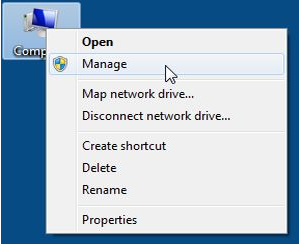 Comp
Open
Manage
Map network drive...
Disconnect network drive...
Create shortcut
Delete
Rename
Properties